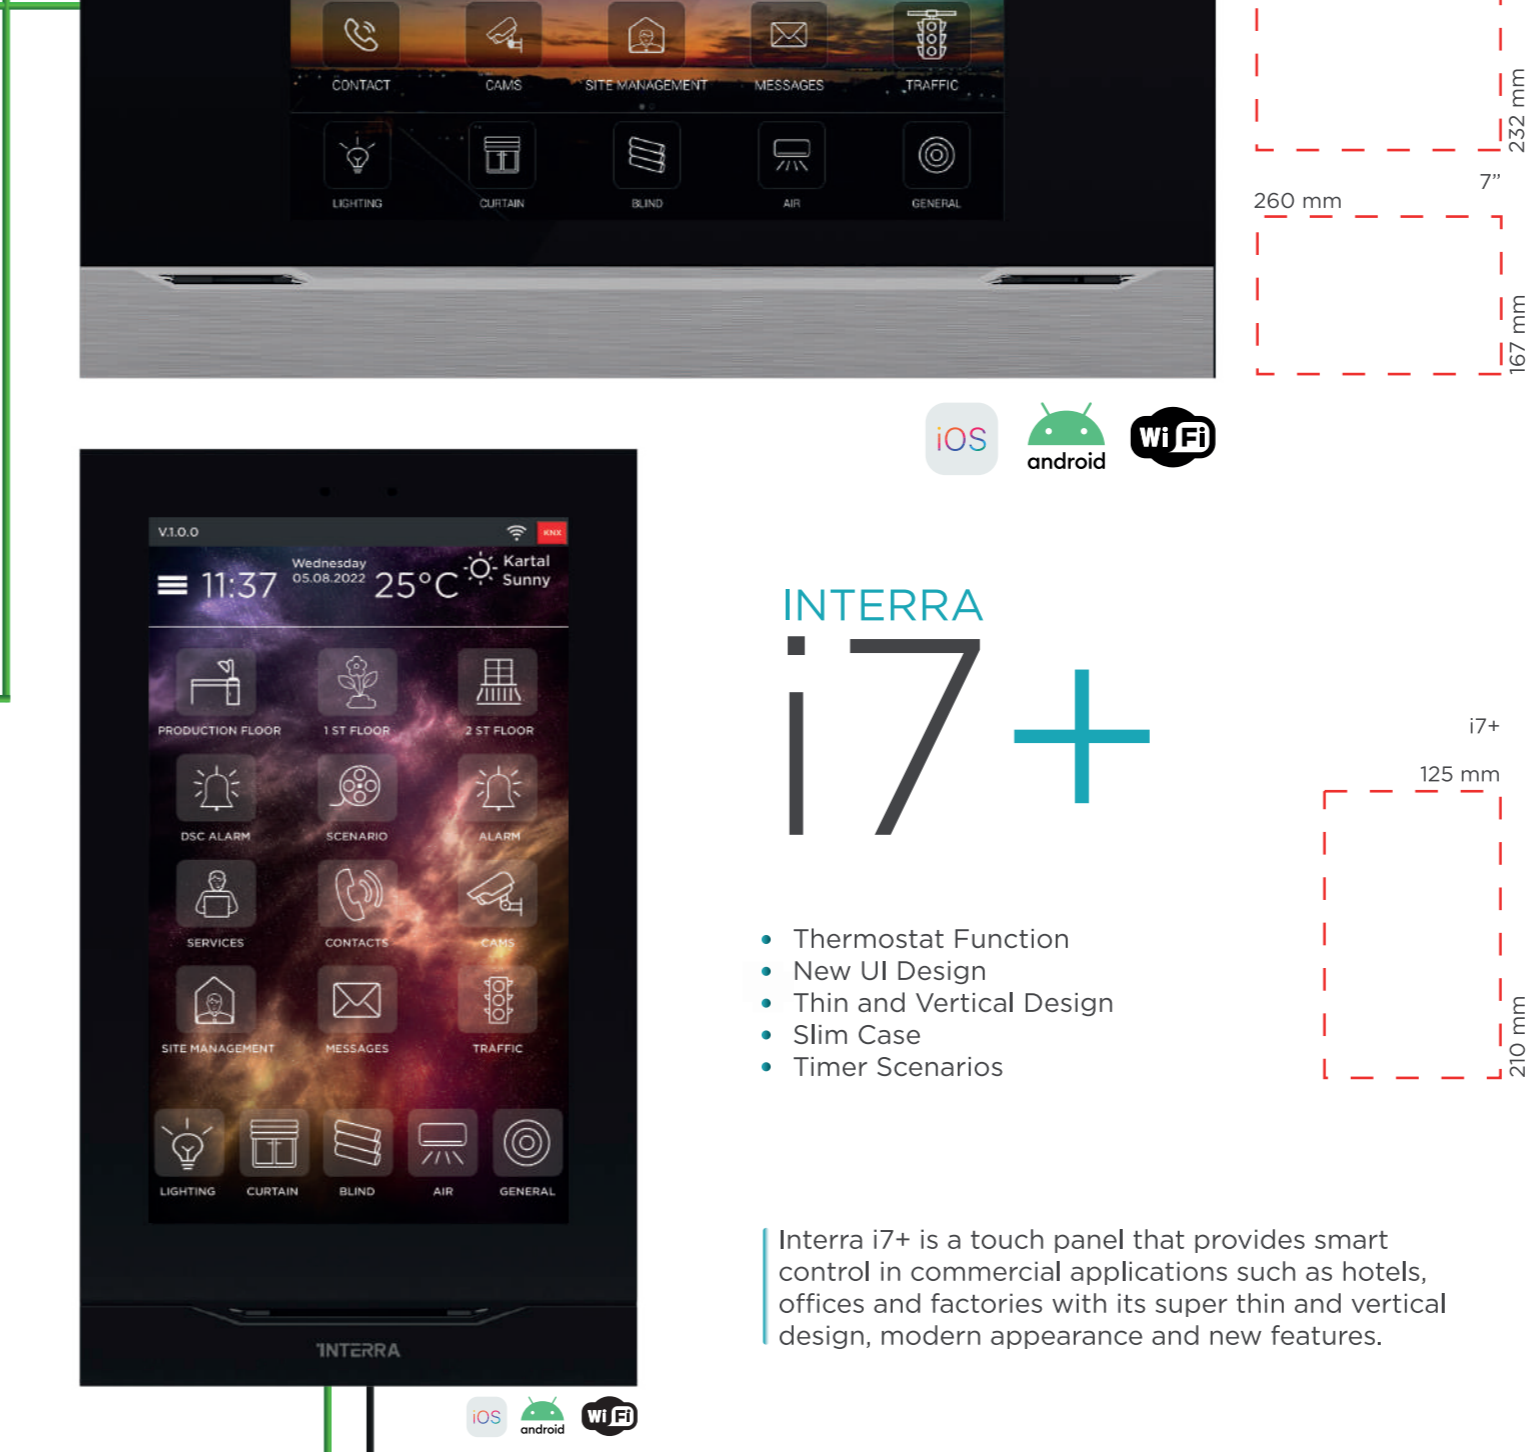 CONTACT CAMS SITE MANAGEMENT MESSAGES TRAFFIC
LIGHTING CURTAIN BLIND AIR GENERAL
232 mm
7”
260 mm
167 mm
iOS android Wi Fi
V.1.0.0 KNX
11:37 Wednesday 05.08.2022 25°C Kartal Sunny
PRODUCTION FLOOR 1 ST FLOOR 2 ST FLOOR
DSC ALARM SCENARIO ALARM
SERVICES CONTACTS CAMS
SITE MANAGEMENT MESSAGES TRAFFIC
LIGHTING CURTAIN BLIND AIR GENERAL
INTERRA
iOS android Wi Fi
INTERRA
i7+
• Thermostat Function
• New UI Design
• Thin and Vertical Design
• Slim Case
• Timer Scenarios
i7+
125 mm
210 mm
Interra i7+ is a touch panel that provides smart
control in commercial applications such as hotels,
offices and factories with its super thin and vertical
design, modern appearance and new features.